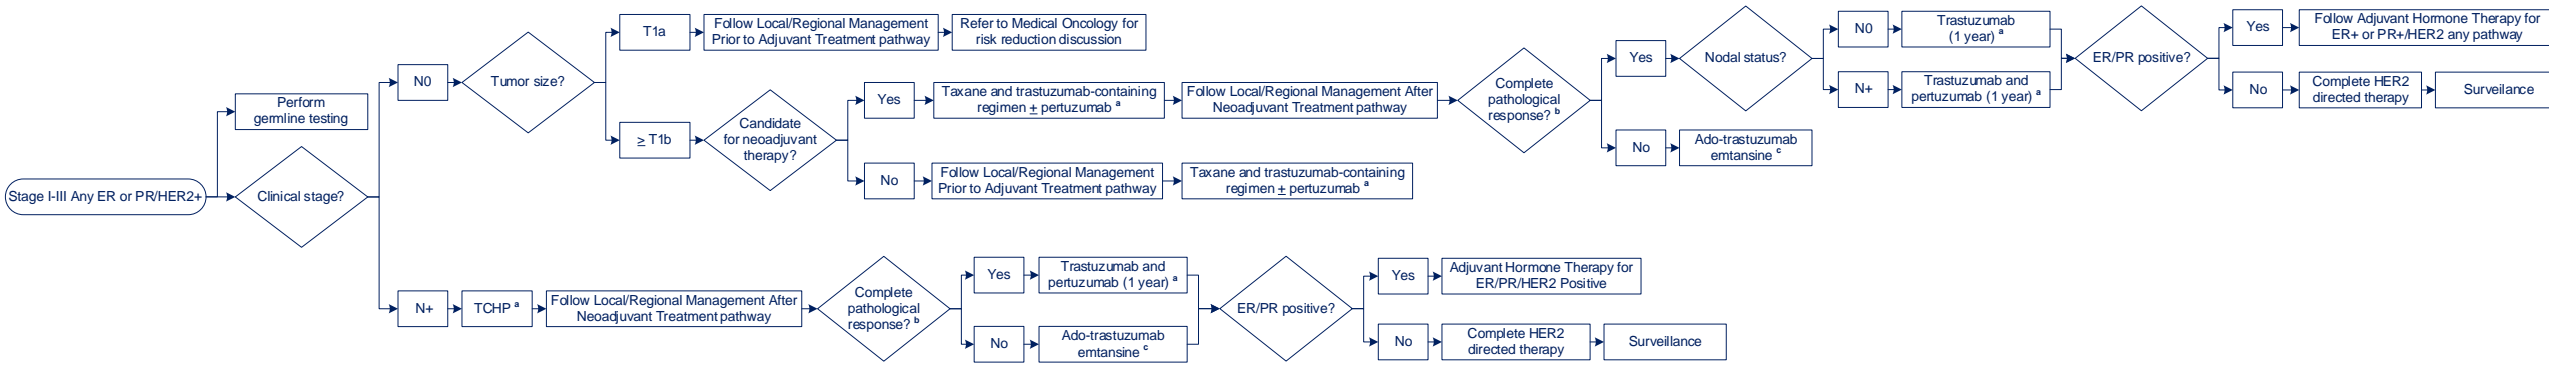 Stage I-III Any ER or PR/HER2+
Perform
germline testing
Clinical stage?
N0
Tumor size?
T1a
Follow Local/Regional Management
Prior to Adjuvant Treatment pathway
Refer to Medical Oncology for
risk reduction discussion
≥ T1b
Candidate
for neoadjuvant
therapy?
Yes
Taxane and trastuzumab-containing
regimen ± pertuzumab ᵃ
Follow Local/Regional Management After
Neoadjuvant Treatment pathway
Complete
pathological
response? ᵇ
Yes
Nodal status?
N0
Trastuzumab
(1 year) ᵃ
N+
Trastuzumab and
pertuzumab (1 year) ᵃ
ER/PR positive?
Yes
Follow Adjuvant Hormone Therapy for
ER+ or PR+/HER2 any pathway
No
Complete HER2
directed therapy
Surveilance
No
Ado-trastuzumab
emtansine ᶜ
No
Follow Local/Regional Management
Prior to Adjuvant Treatment pathway
Taxane and trastuzumab-containing
regimen ± pertuzumab ᵃ
N+
TCHP ᵃ
Follow Local/Regional Management After
Neoadjuvant Treatment pathway
Complete
pathological
response? ᵇ
Yes
Trastuzumab and
pertuzumab (1 year) ᵃ
No
Ado-trastuzumab
emtansine ᶜ
ER/PR positive?
Yes
Adjuvant Hormone Therapy for
ER/PR/HER2 Positive
No
Complete HER2
directed therapy
Surveillance